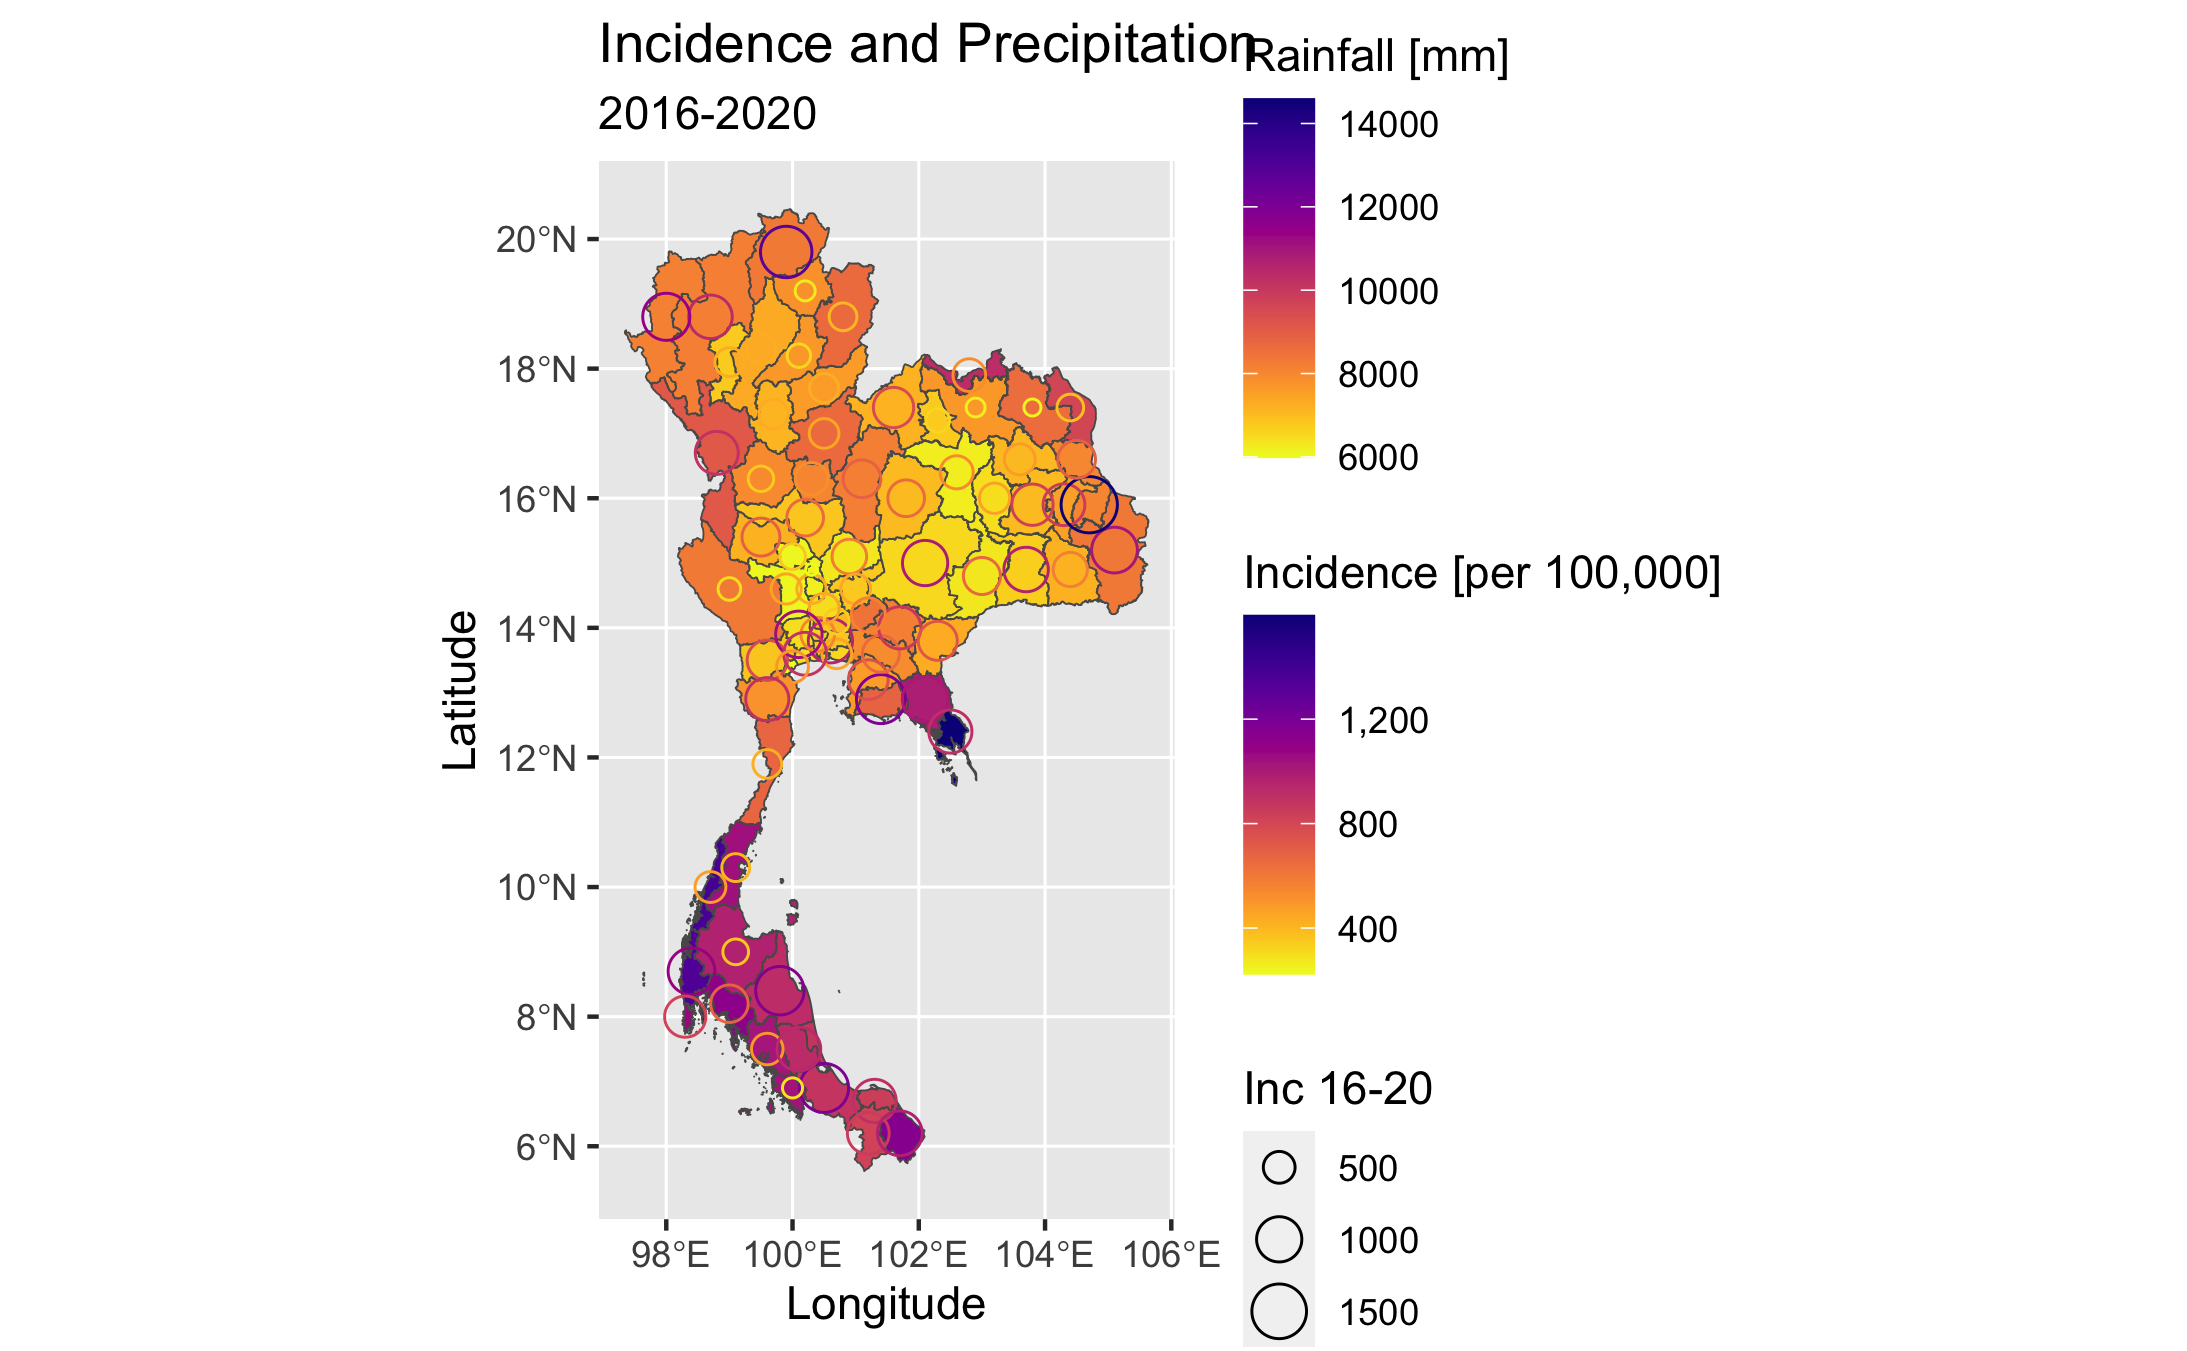 Incidence and Precipitation
2016-2020
Rainfall [mm]
14000
12000
10000
8000
6000
Incidence [per 100,000]
1,200
800
400
Inc 16-20
500
1000
1500
Latitude
20°N
18°N
16°N
14°N
12°N
10°N
8°N
6°N
98°E 100°E 102°E 104°E 106°E
Longitude